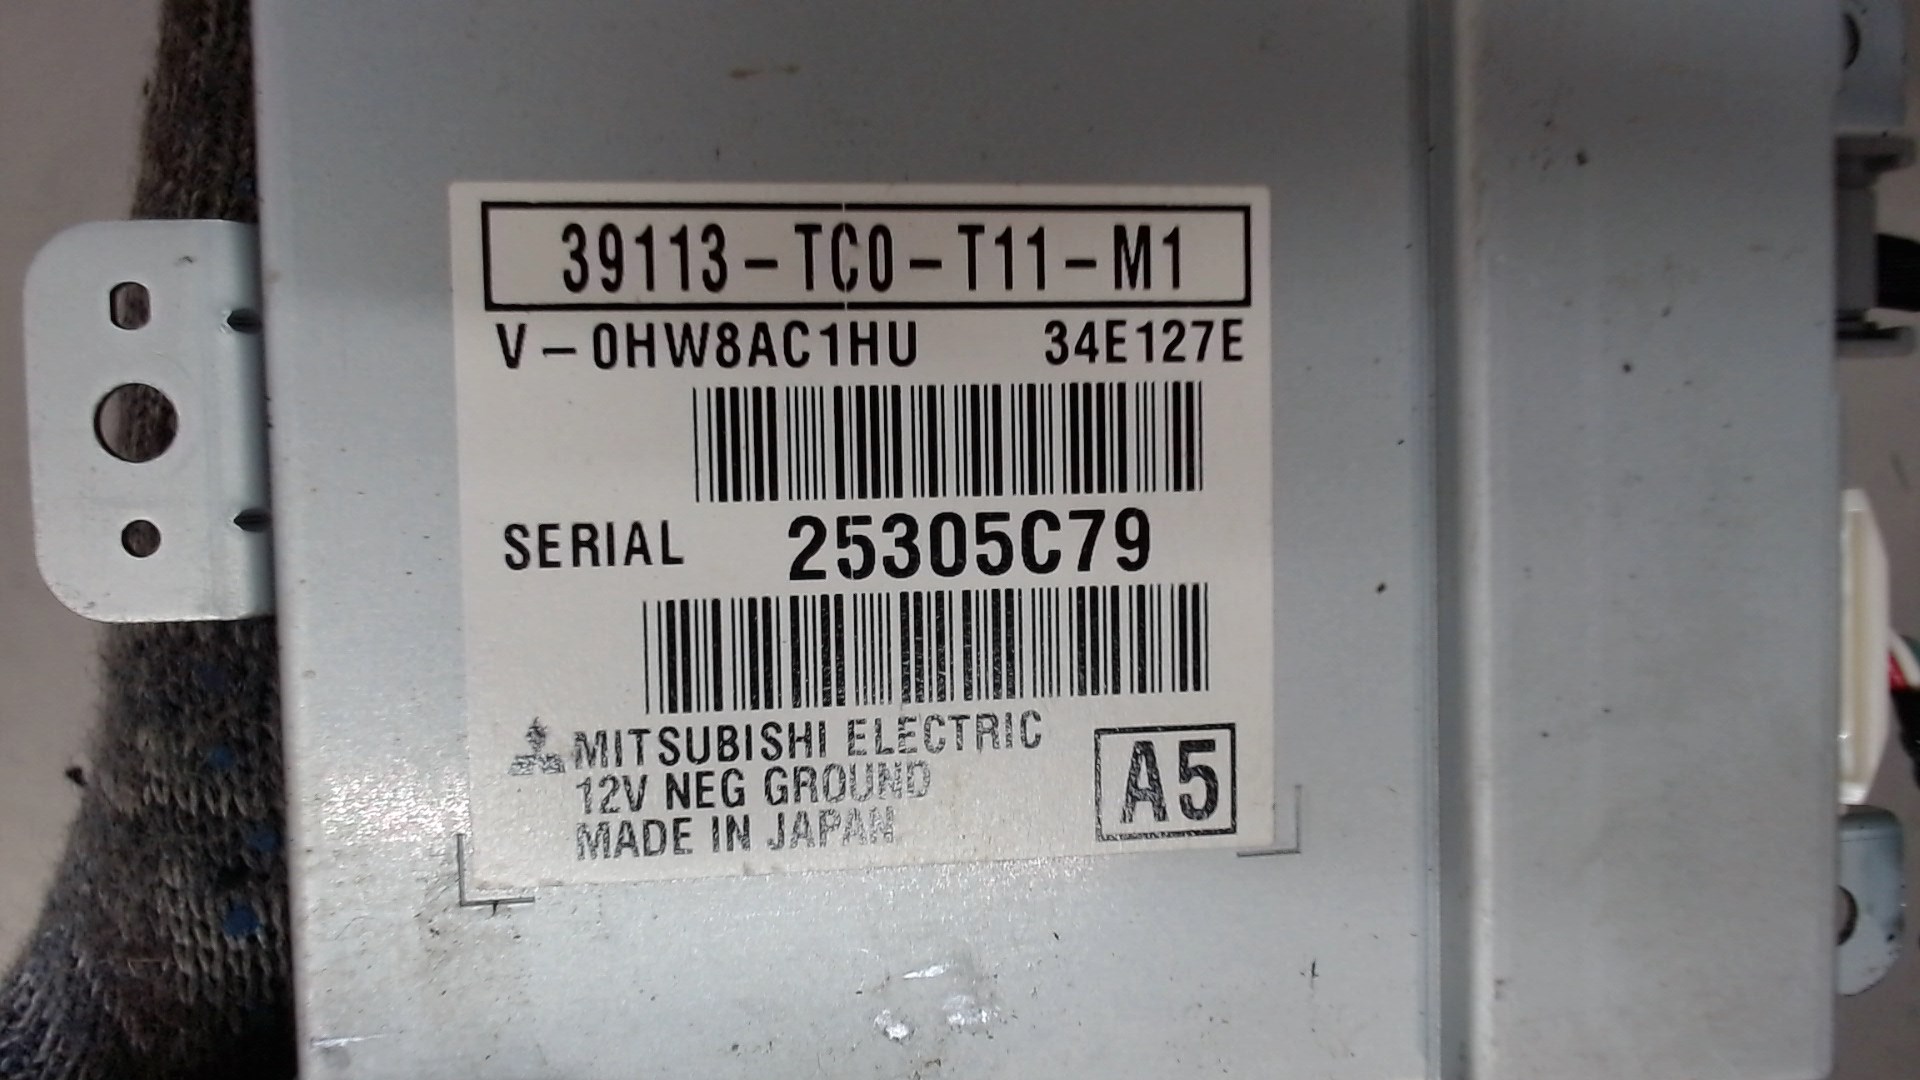 39113-TC0-T11-M1
V-0HW8AC1HU 34E127E
SERIAL 25305C79
MITSUBISHI ELECTRIC
12V NEG GROUND
MADE IN JAPAN
A5